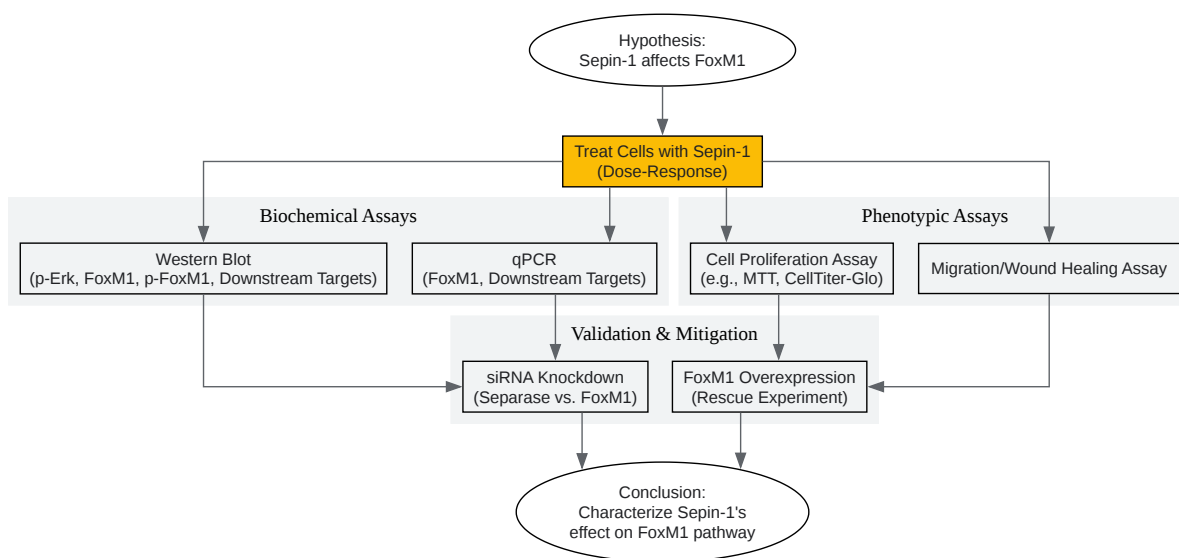 Hypothesis:
Sepin-1 affects FoxM1
Treat Cells with Sepin-1
(Dose-Response)
Biochemical Assays
Phenotypic Assays
Western Blot
(p-Erk, FoxM1, p-FoxM1, Downstream Targets)
qPCR
(FoxM1, Downstream Targets)
Cell Proliferation Assay
(e.g., MTT, CellTiter-Glo)
Migration/Wound Healing Assay
Validation & Mitigation
siRNA Knockdown
(Separase vs. FoxM1)
FoxM1 Overexpression
(Rescue Experiment)
Conclusion:
Characterize Sepin-1's
effect on FoxM1 pathway